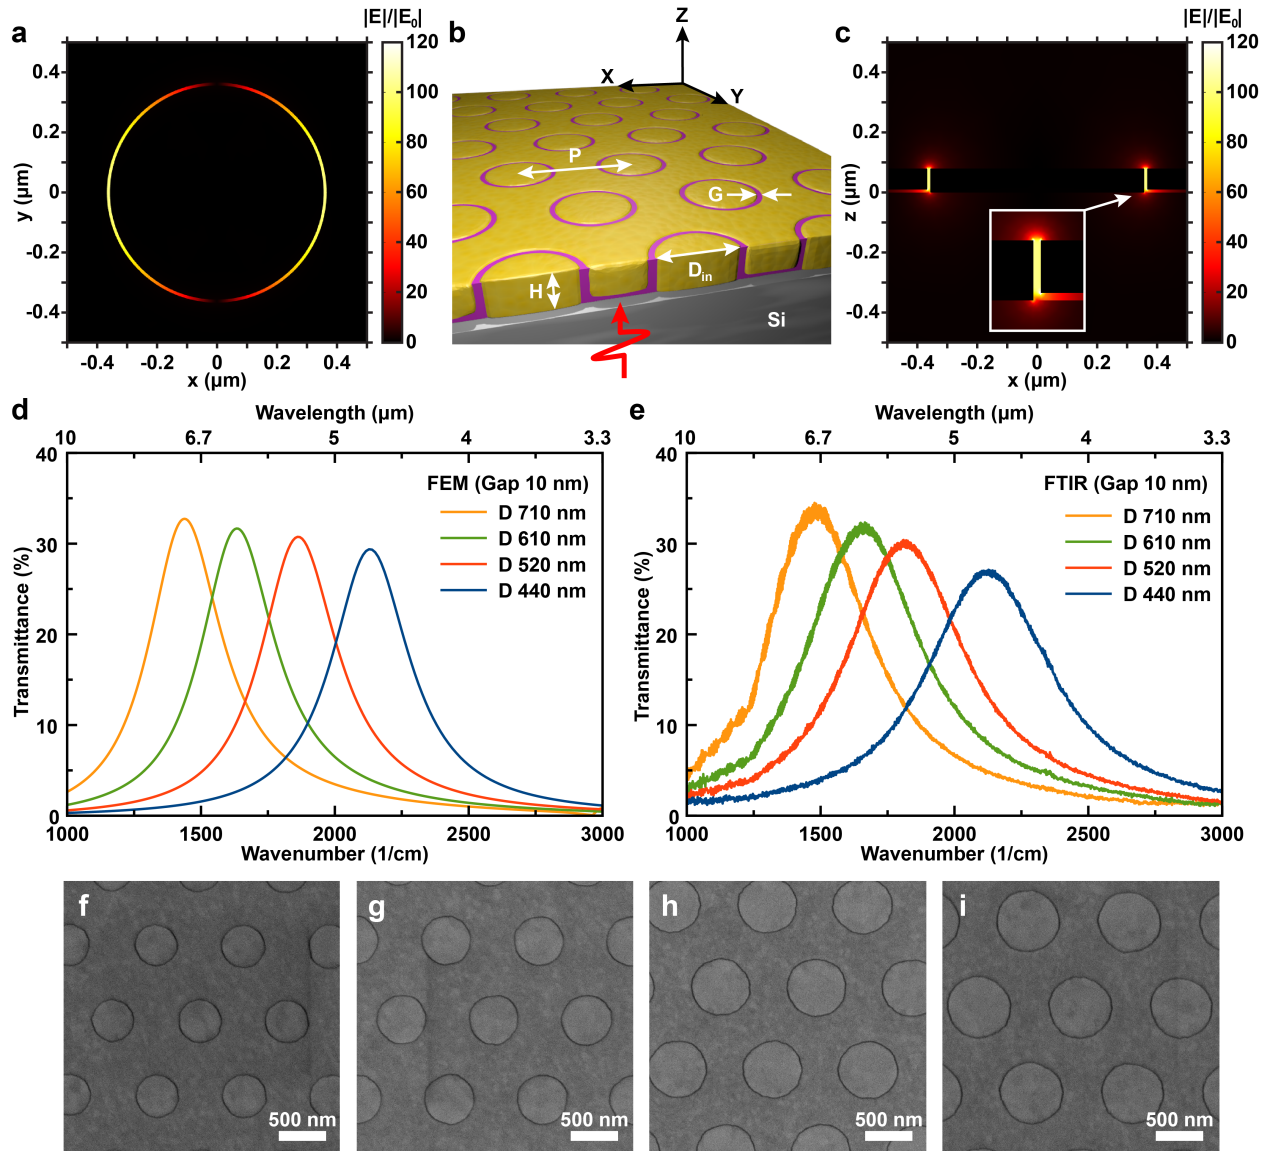 a
|E|/|E₀|
120
100
80
60
40
20
0
0.4
0.2
0
-0.2
-0.4
y (µm)
-0.4 -0.2 0 0.2 0.4
x (µm)
b
Z
X
Y
P
G
D_in
H
Si
c
|E|/|E₀|
120
100
80
60
40
20
0
0.4
0.2
0
-0.2
-0.4
z (µm)
-0.4 -0.2 0 0.2 0.4
x (µm)
d
Wavelength (µm)
10 6.7 5 4 3.3
40
30
20
10
0
Transmittance (%)
FEM (Gap 10 nm)
D 710 nm
D 610 nm
D 520 nm
D 440 nm
1000 1500 2000 2500 3000
Wavenumber (1/cm)
e
Wavelength (µm)
10 6.7 5 4 3.3
40
30
20
10
0
Transmittance (%)
FTIR (Gap 10 nm)
D 710 nm
D 610 nm
D 520 nm
D 440 nm
1000 1500 2000 2500 3000
Wavenumber (1/cm)
f
500 nm
g
500 nm
h
500 nm
i
500 nm